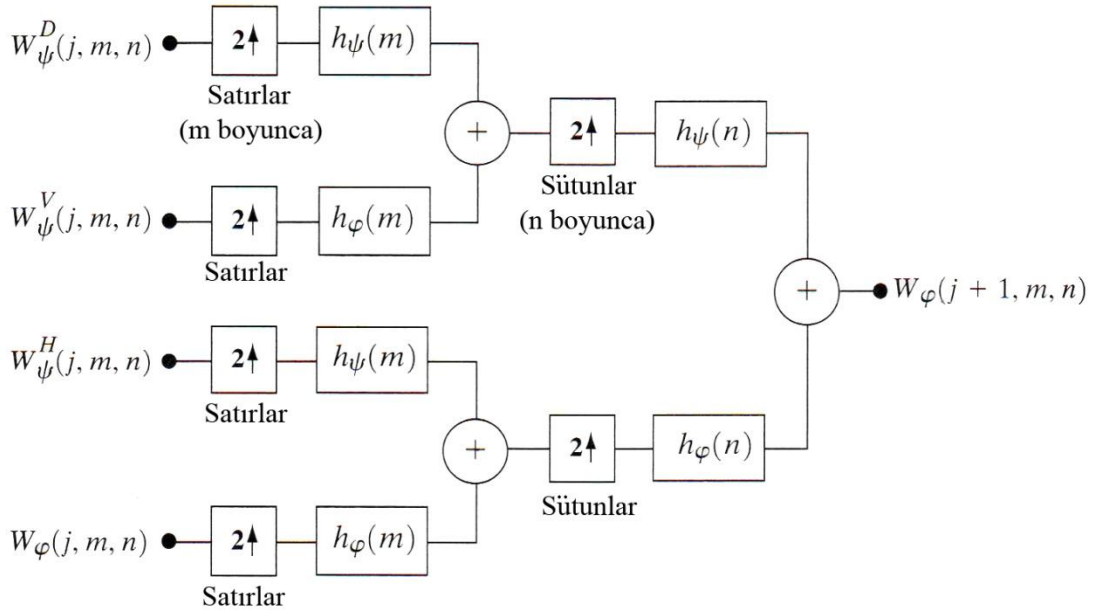 W_ψ^D(j, m, n)
2↑
h_ψ(m)
Satırlar
(m boyunca)
+
2↑
h_ψ(n)
Sütunlar
(n boyunca)
W_ψ^V(j, m, n)
2↑
h_φ(m)
Satırlar
+
W_φ(j + 1, m, n)
W_ψ^H(j, m, n)
2↑
h_ψ(m)
Satırlar
+
2↑
h_φ(n)
Sütunlar
W_φ(j, m, n)
2↑
h_φ(m)
Satırlar